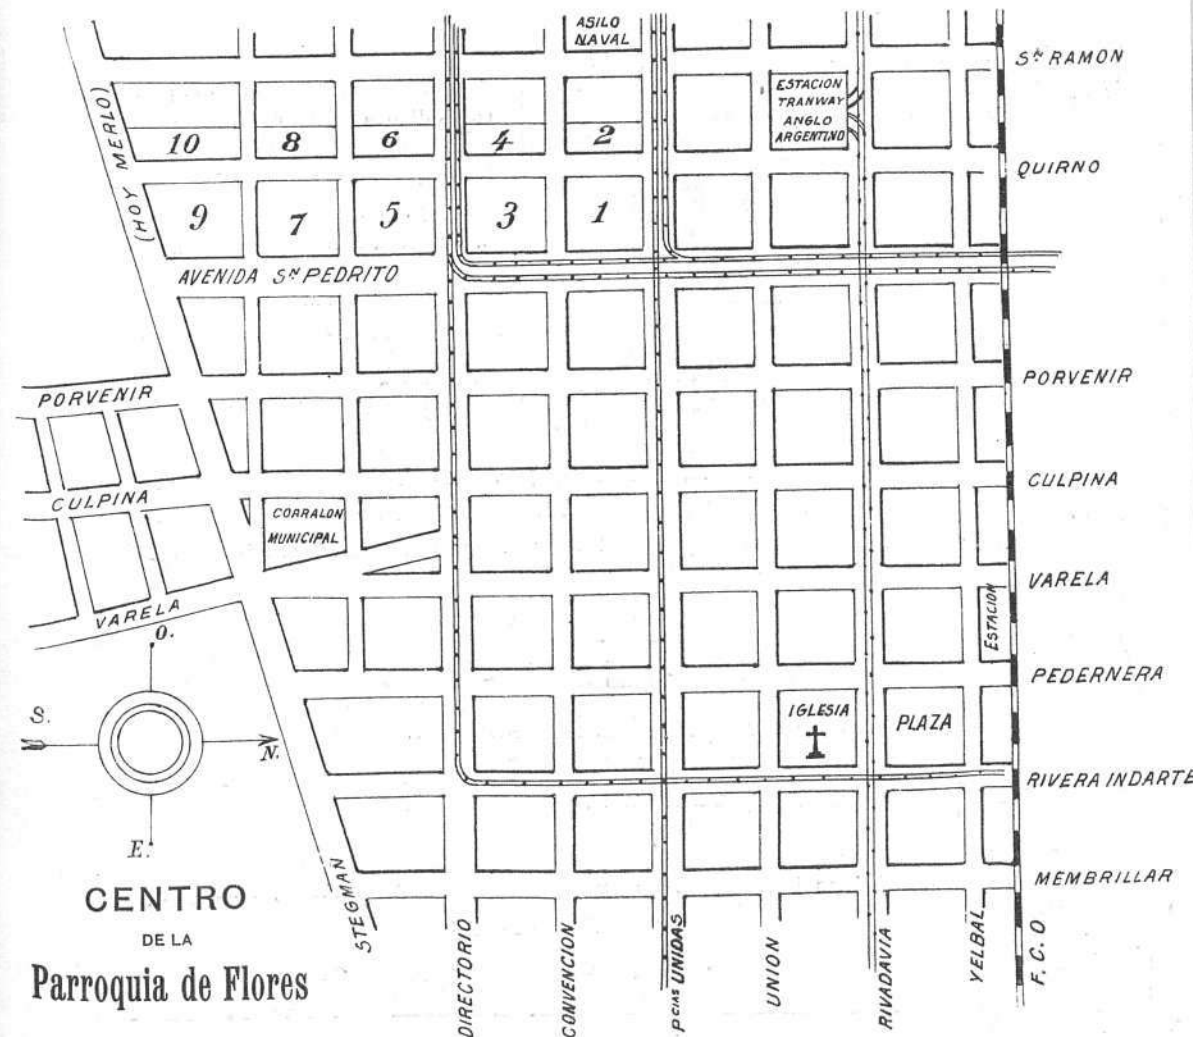 ASILO
NAVAL
Sᴺ RAMON
ESTACION
TRANWAY
ANGLO
ARGENTINO
(HOY MERLO)
10 8 6 4 2
QUIRNO
9 7 5 3 1
AVENIDA Sᴺ PEDRITO
PORVENIR
PORVENIR
CULPINA
CULPINA
CORRALON
MUNICIPAL
VARELA
VARELA
ESTACION
PEDERNERA
O.
S.
N.
E.
IGLESIA
PLAZA
RIVERA INDARTE
MEMBRILLAR
STEGMAN
DIRECTORIO
CONVENCION
Pᶜⁱᵃˢ UNIDAS
UNION
RIVADAVIA
YELBAL
F. C. O
CENTRO
DE LA
Parroquia de Flores